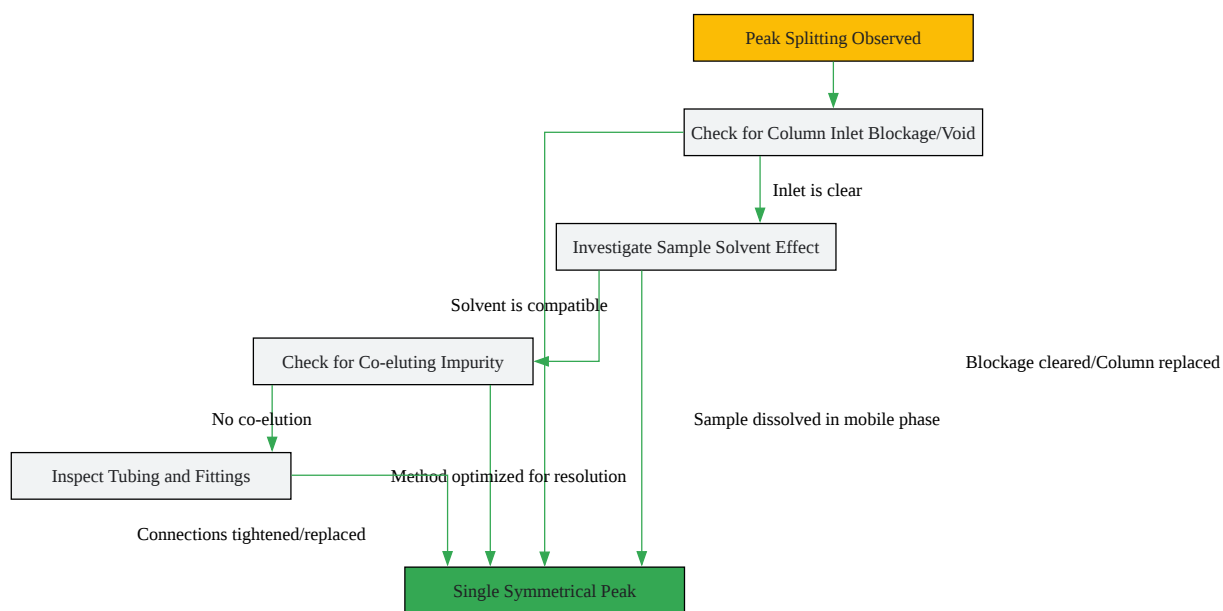 Peak Splitting Observed
Check for Column Inlet Blockage/Void
Inlet is clear
Investigate Sample Solvent Effect
Solvent is compatible
Check for Co-eluting Impurity
Blockage cleared/Column replaced
No co-elution
Sample dissolved in mobile phase
Inspect Tubing and Fittings
Method optimized for resolution
Connections tightened/replaced
Single Symmetrical Peak